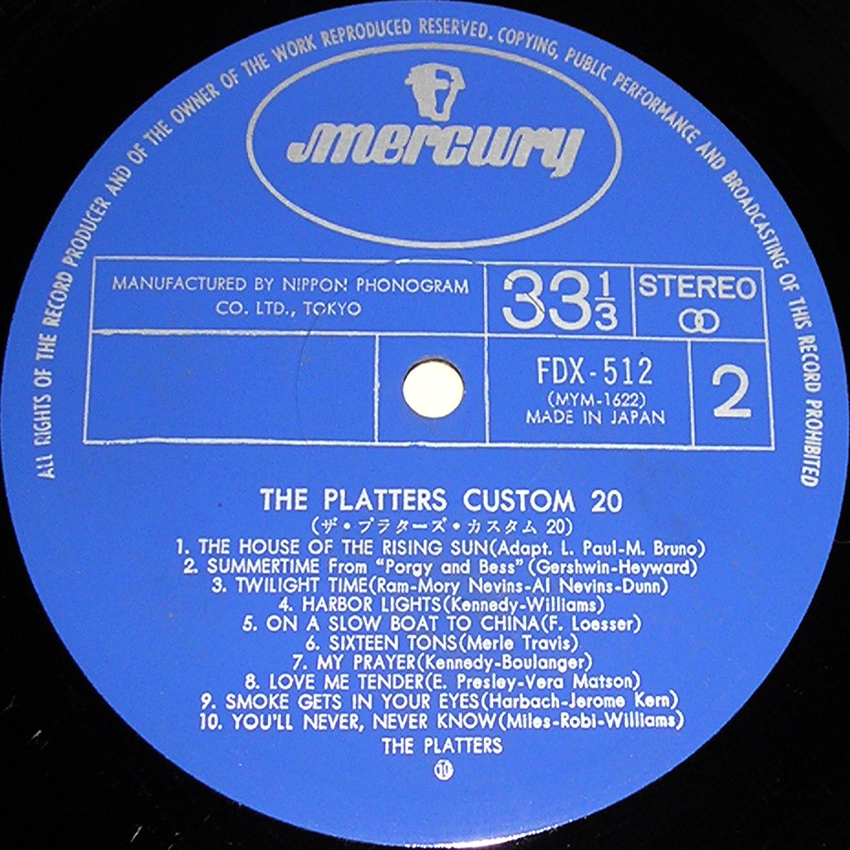 ALL RIGHTS OF THE RECORD PRODUCER AND OF THE OWNER OF THE WORK REPRODUCED RESERVED. COPYING, PUBLIC PERFORMANCE AND BROADCASTING OF THIS RECORD PROHIBITED
mercury
MANUFACTURED BY NIPPON PHONOGRAM
CO. LTD., TOKYO
33 1/3
STEREO
FDX-512
(MYM-1622)
MADE IN JAPAN
2
THE PLATTERS CUSTOM 20
(ザ・プラターズ・カスタム 20)
1. THE HOUSE OF THE RISING SUN(Adapt. L. Paul-M. Bruno)
2. SUMMERTIME From "Porgy and Bess" (Gershwin-Heyward)
3. TWILIGHT TIME(Ram-Mory Nevins-Al Nevins-Dunn)
4. HARBOR LIGHTS(Kennedy-Williams)
5. ON A SLOW BOAT TO CHINA(F. Loesser)
6. SIXTEEN TONS(Merle Travis)
7. MY PRAYER(Kennedy-Boulanger)
8. LOVE ME TENDER(E. Presley-Vera Matson)
9. SMOKE GETS IN YOUR EYES(Harbach-Jerome Kern)
10. YOU'LL NEVER, NEVER KNOW(Miles-Robi-Williams)
THE PLATTERS
10